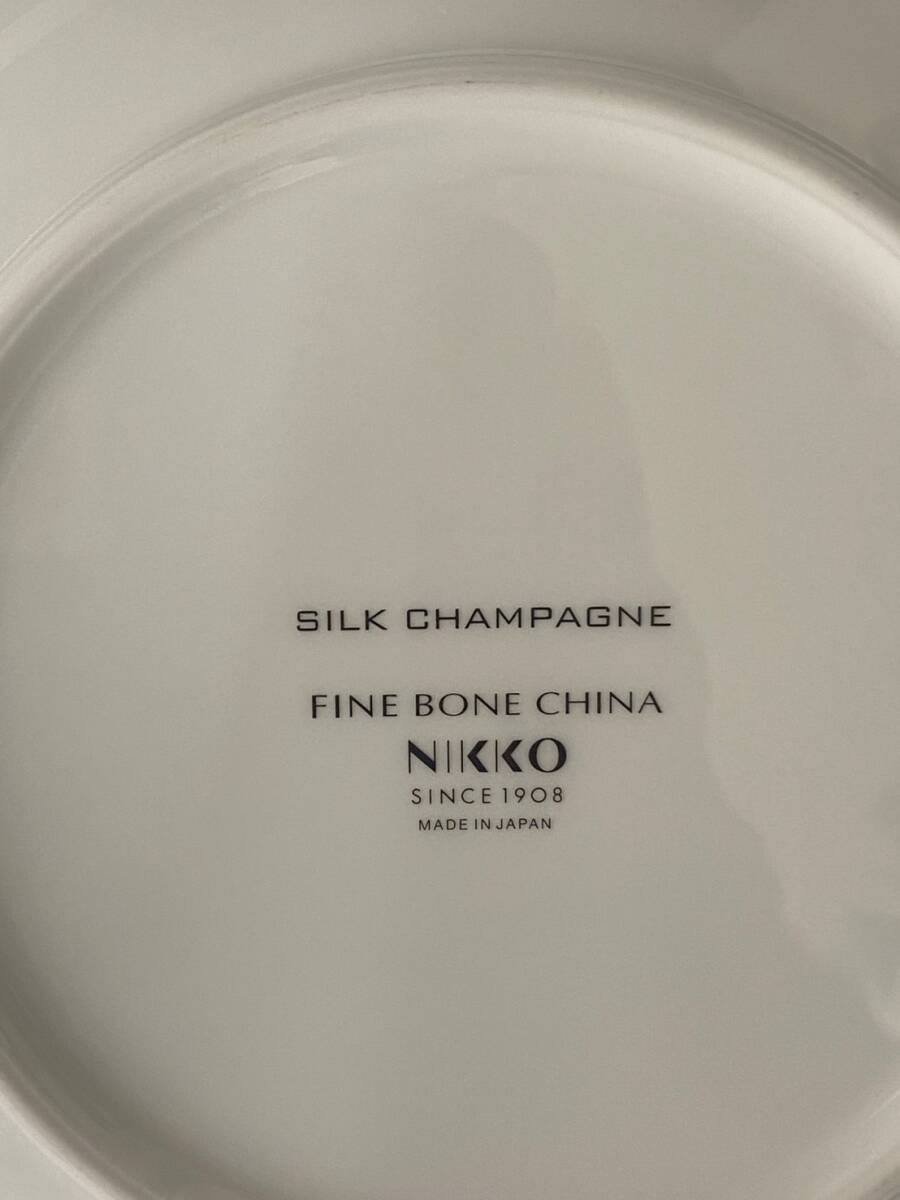 SILK CHAMPAGNE
FINE BONE CHINA
NIKKO
SINCE 1908
MADE IN JAPAN